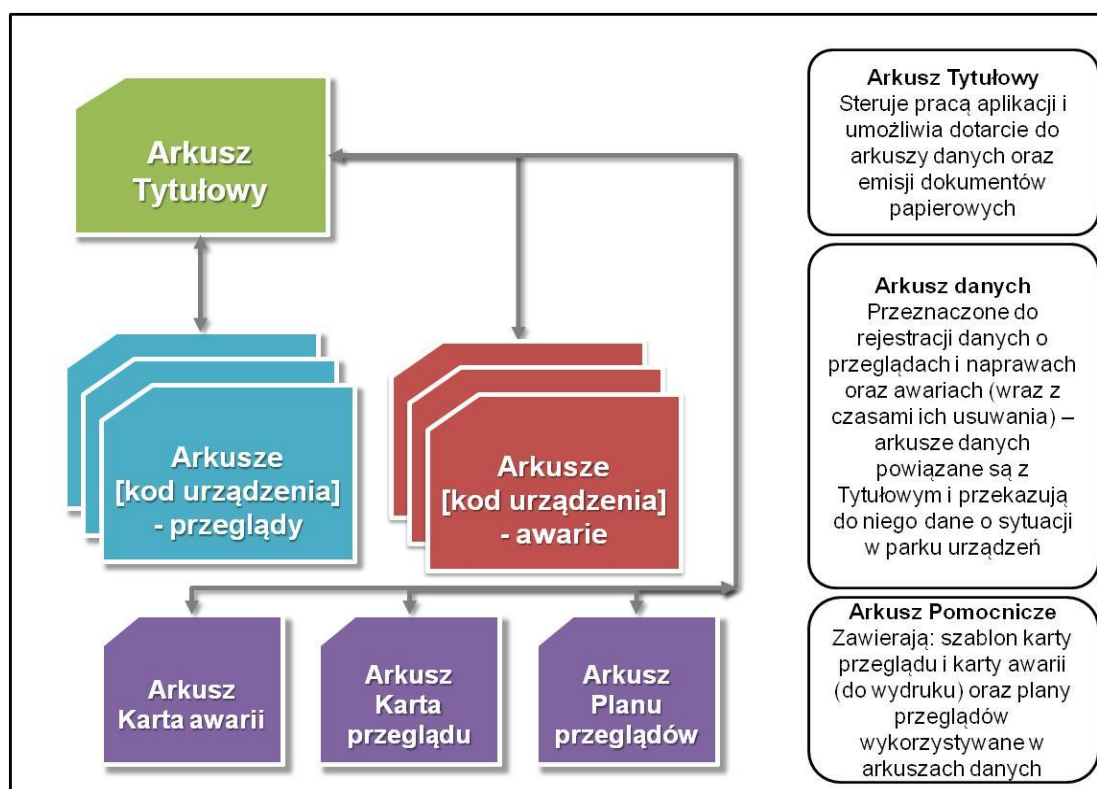 Arkusz
Tytułowy
Arkusze
[kod urządzenia]
- przeglądy
Arkusze
[kod urządzenia]
- awarie
Arkusz
Karta awarii
Arkusz
Karta
przeglądu
Arkusz
Planu
przeglądów
Arkusz Tytułowy
Steruje pracą aplikacji i
umożliwia dotarcie do
arkuszy danych oraz
emisji dokumentów
papierowych
Arkusz danych
Przeznaczone do
rejestracji danych o
przeglądach i naprawach
oraz awariach (wraz z
czasami ich usuwania) –
arkusze danych
powiązane są z
Tytułowym i przekazują
do niego dane o sytuacji
w parku urządzeń
Arkusz Pomocnicze
Zawierają: szablon karty
przeglądu i karty awarii
(do wydruku) oraz plany
przeglądów
wykorzystywane w
arkuszach danych